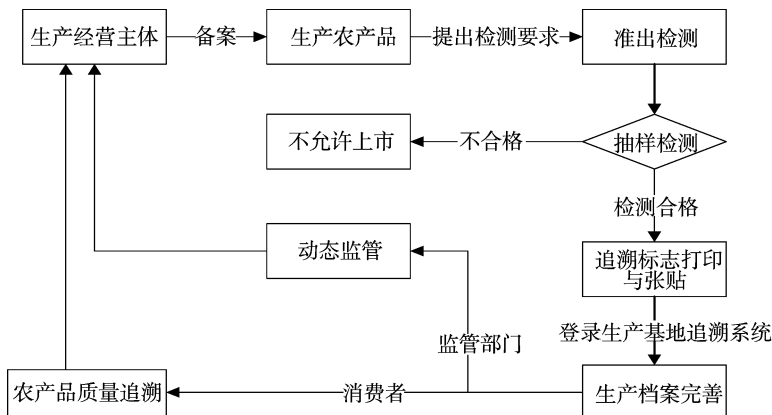 生产经营主体
备案
生产农产品
提出检测要求
准出检测
不允许上市
不合格
抽样检测
检测合格
动态监管
追溯标志打印
与张贴
登录生产基地追溯系统
监管部门
农产品质量追溯
消费者
生产档案完善